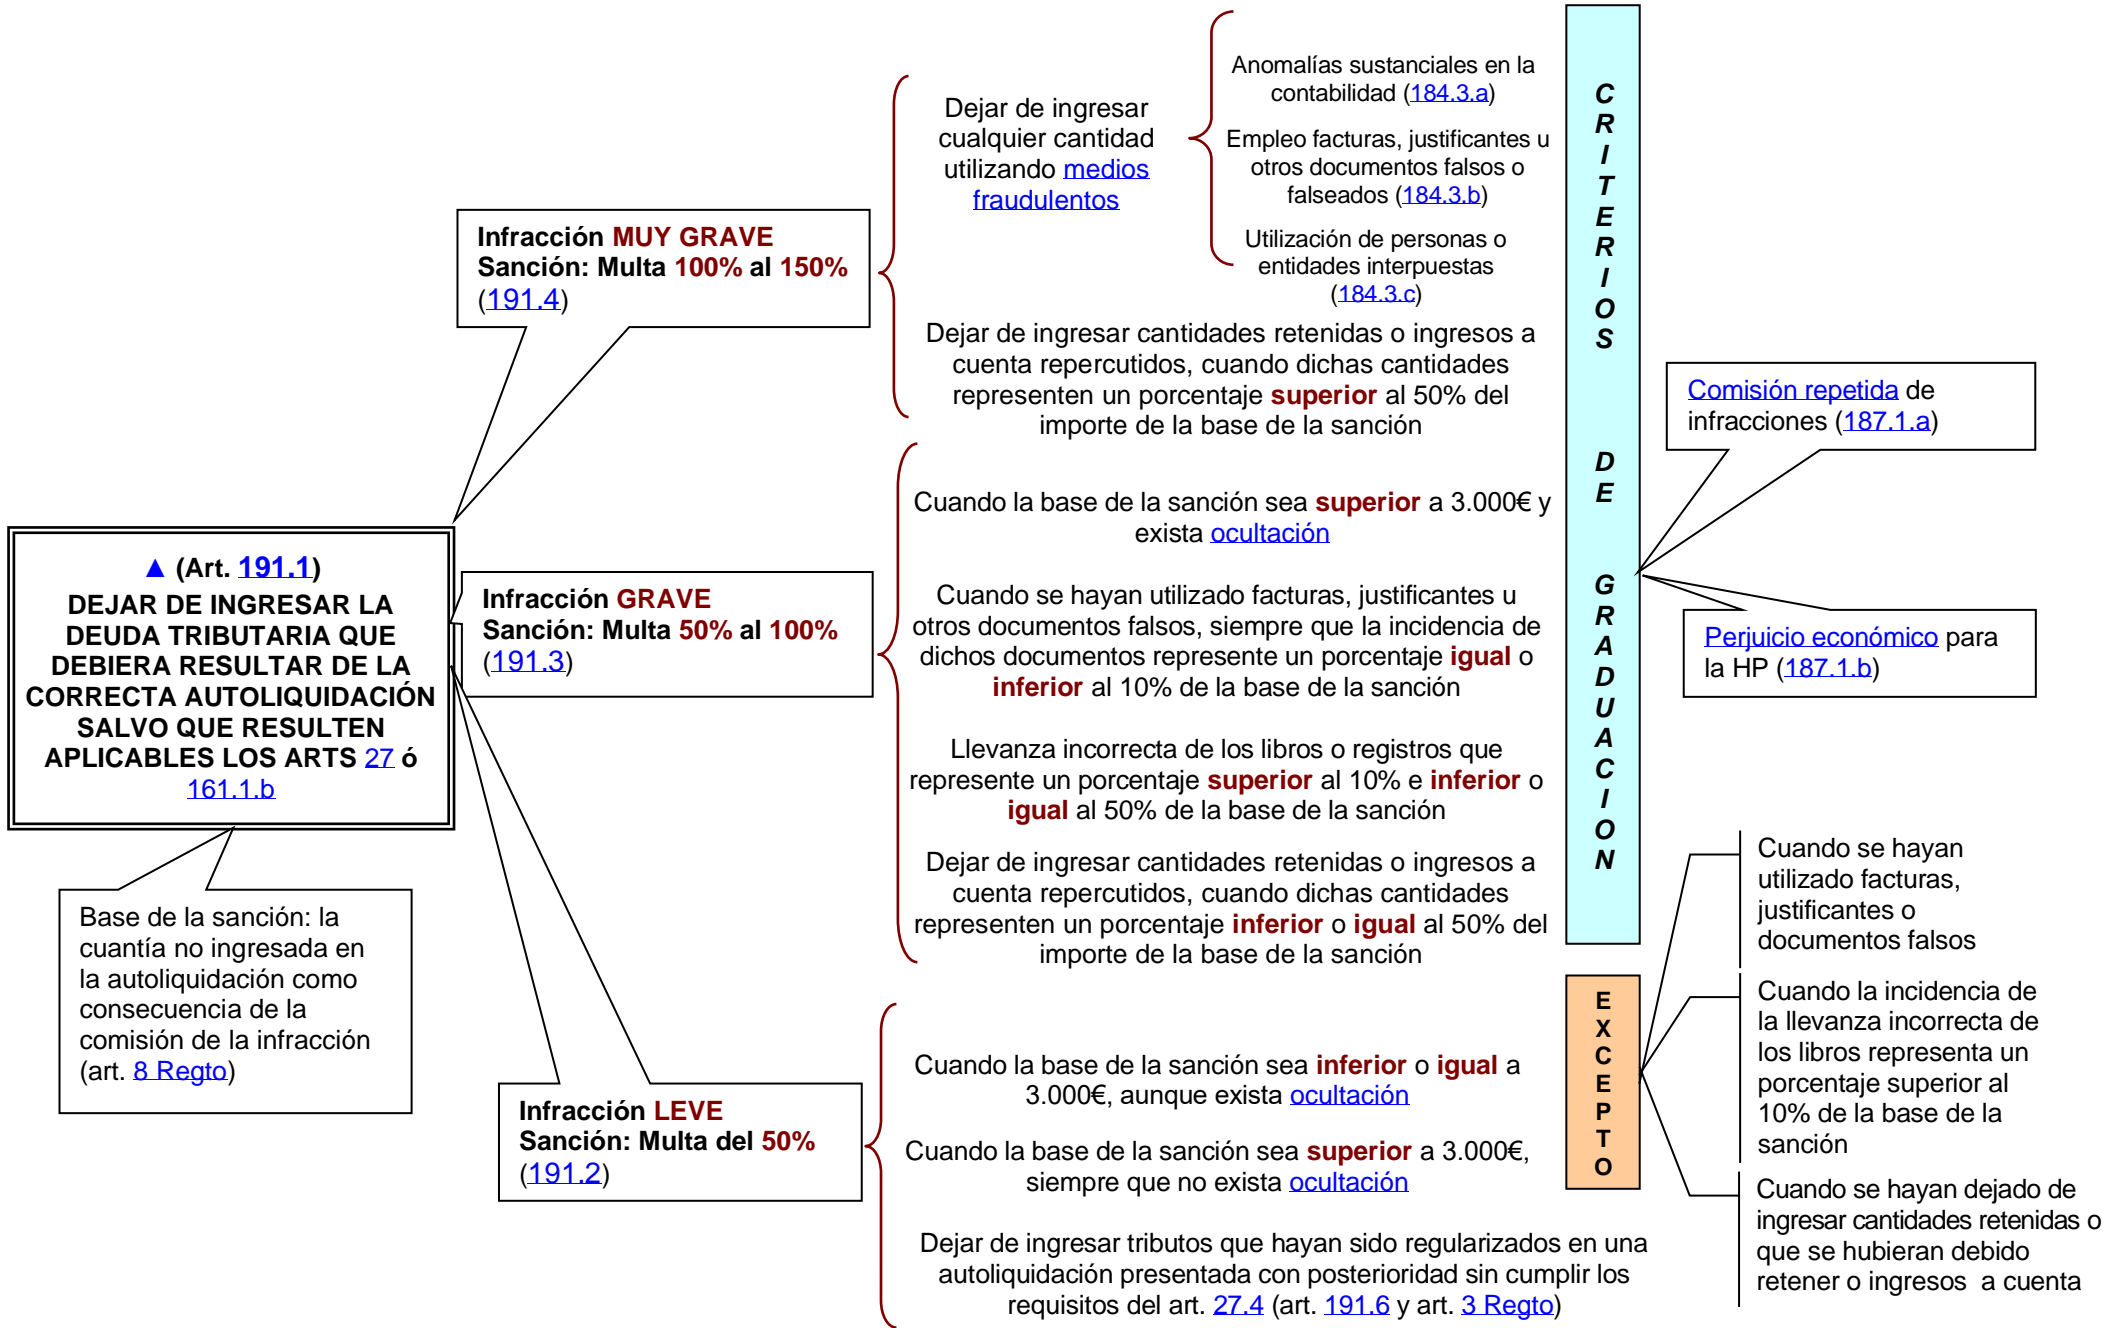 ▲ (Art. 191.1)
DEJAR DE INGRESAR LA
DEUDA TRIBUTARIA QUE
DEBIERA RESULTAR DE LA
CORRECTA AUTOLIQUIDACIÓN
SALVO QUE RESULTEN
APLICABLES LOS ARTS 27 ó
161.1.b
Base de la sanción: la
cuantía no ingresada en
la autoliquidación como
consecuencia de la
comisión de la infracción
(art. 8 Regto)
Infracción MUY GRAVE
Sanción: Multa 100% al 150%
(191.4)
Dejar de ingresar
cualquier cantidad
utilizando medios
fraudulentos
Anomalías sustanciales en la
contabilidad (184.3.a)
Empleo facturas, justificantes u
otros documentos falsos o
falseados (184.3.b)
Utilización de personas o
entidades interpuestas
(184.3.c)
Dejar de ingresar cantidades retenidas o ingresos a
cuenta repercutidos, cuando dichas cantidades
representen un porcentaje superior al 50% del
importe de la base de la sanción
Infracción GRAVE
Sanción: Multa 50% al 100%
(191.3)
Cuando la base de la sanción sea superior a 3.000€ y
exista ocultación
Cuando se hayan utilizado facturas, justificantes u
otros documentos falsos, siempre que la incidencia de
dichos documentos represente un porcentaje igual o
inferior al 10% de la base de la sanción
Llevanza incorrecta de los libros o registros que
represente un porcentaje superior al 10% e inferior o
igual al 50% de la base de la sanción
Dejar de ingresar cantidades retenidas o ingresos a
cuenta repercutidos, cuando dichas cantidades
representen un porcentaje inferior o igual al 50% del
importe de la base de la sanción
Infracción LEVE
Sanción: Multa del 50%
(191.2)
Cuando la base de la sanción sea inferior o igual a
3.000€, aunque exista ocultación
Cuando la base de la sanción sea superior a 3.000€,
siempre que no exista ocultación
Dejar de ingresar tributos que hayan sido regularizados en una
autoliquidación presentada con posterioridad sin cumplir los
requisitos del art. 27.4 (art. 191.6 y art. 3 Regto)
CRITERIOS
DE
GRADUACION
Comisión repetida de
infracciones (187.1.a)
Perjuicio económico para
la HP (187.1.b)
EXCEPTO
Cuando se hayan
utilizado facturas,
justificantes o
documentos falsos
Cuando la incidencia de
la llevanza incorrecta de
los libros representa un
porcentaje superior al
10% de la base de la
sanción
Cuando se hayan dejado de
ingresar cantidades retenidas o
que se hubieran debido
retener o ingresos a cuenta